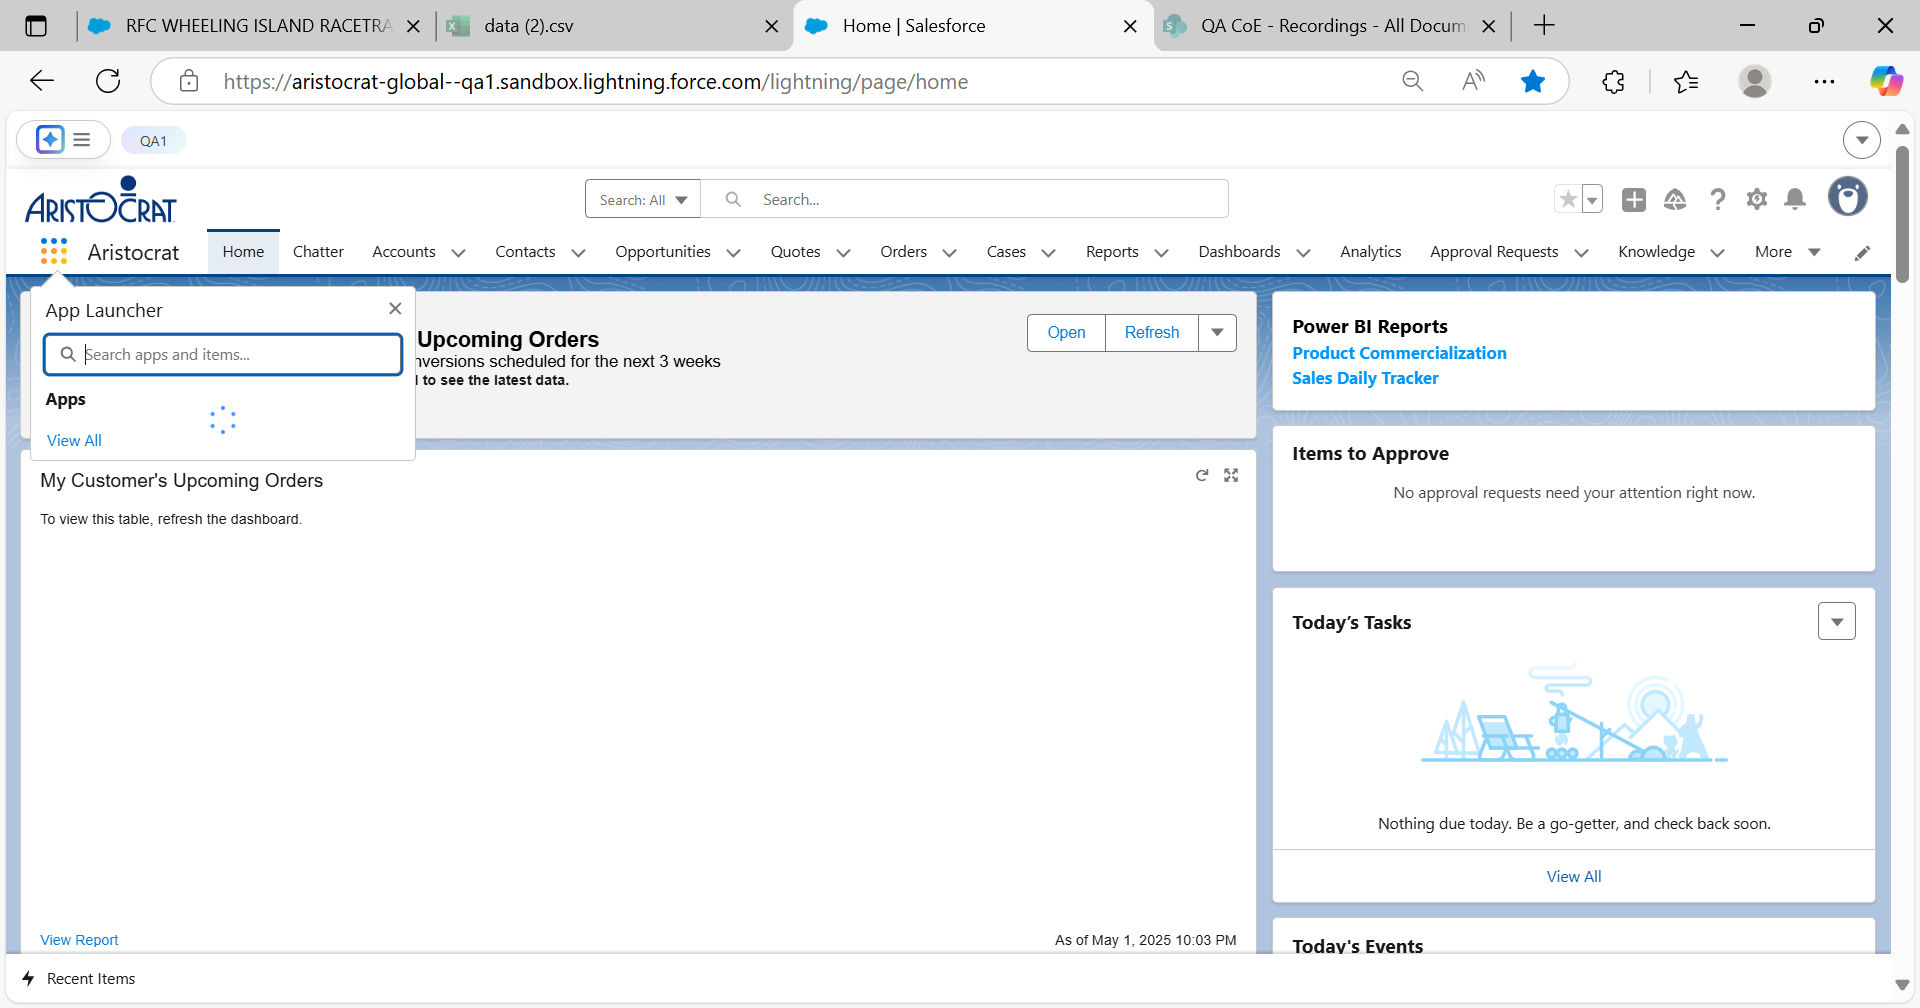 RFC WHEELING ISLAND RACETRA
data (2).csv
Home | Salesforce
QA CoE - Recordings - All Docum
https://aristocrat-global--qa1.sandbox.lightning.force.com/lightning/page/home
QA1
ARISTOCRAT
Search: All
Search...
Aristocrat
Home
Chatter
Accounts
Contacts
Opportunities
Quotes
Orders
Cases
Reports
Dashboards
Analytics
Approval Requests
Knowledge
More
App Launcher
Search apps and items...
Apps
View All
Upcoming Orders
nversions scheduled for the next 3 weeks
to see the latest data.
Open
Refresh
My Customer's Upcoming Orders
To view this table, refresh the dashboard.
View Report
As of May 1, 2025 10:03 PM
Power BI Reports
Product Commercialization
Sales Daily Tracker
Items to Approve
No approval requests need your attention right now.
Today’s Tasks
Nothing due today. Be a go-getter, and check back soon.
View All
Today's Events
Recent Items